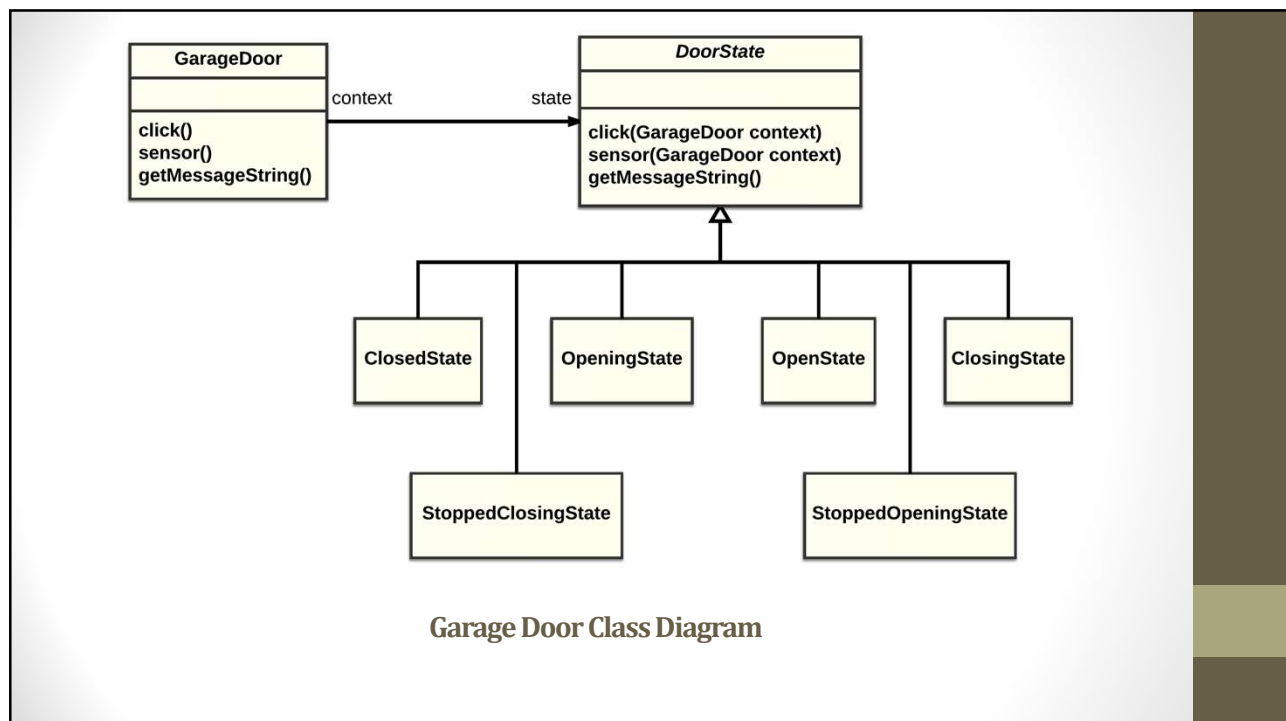 GarageDoor
click()
sensor()
getMessageString()
context
state
DoorState
click(GarageDoor context)
sensor(GarageDoor context)
getMessageString()
ClosedState
OpeningState
OpenState
ClosingState
StoppedClosingState
StoppedOpeningState
Garage Door Class Diagram